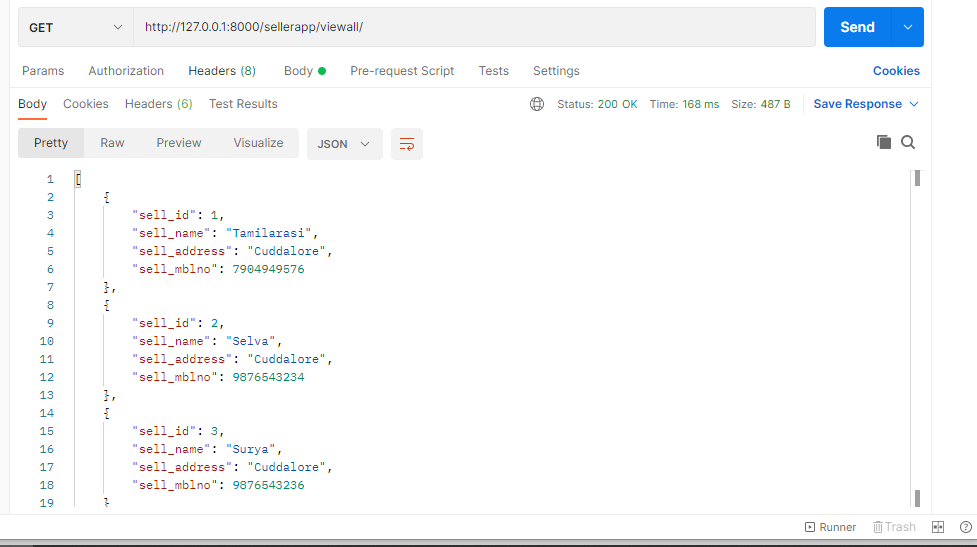 GET http://127.0.0.1:8000/sellerapp/viewall/ Send
Params Authorization Headers (8) Body Pre-request Script Tests Settings Cookies
Body Cookies Headers (6) Test Results Status: 200 OK Time: 168 ms Size: 487 B Save Response
Pretty Raw Preview Visualize JSON
1 [
2 {
3 "sell_id": 1,
4 "sell_name": "Tamilarasi",
5 "sell_address": "Cuddalore",
6 "sell_mblno": 7904949576
7 },
8 {
9 "sell_id": 2,
10 "sell_name": "Selva",
11 "sell_address": "Cuddalore",
12 "sell_mblno": 9876543234
13 },
14 {
15 "sell_id": 3,
16 "sell_name": "Surya",
17 "sell_address": "Cuddalore",
18 "sell_mblno": 9876543236
19 }
Runner Trash